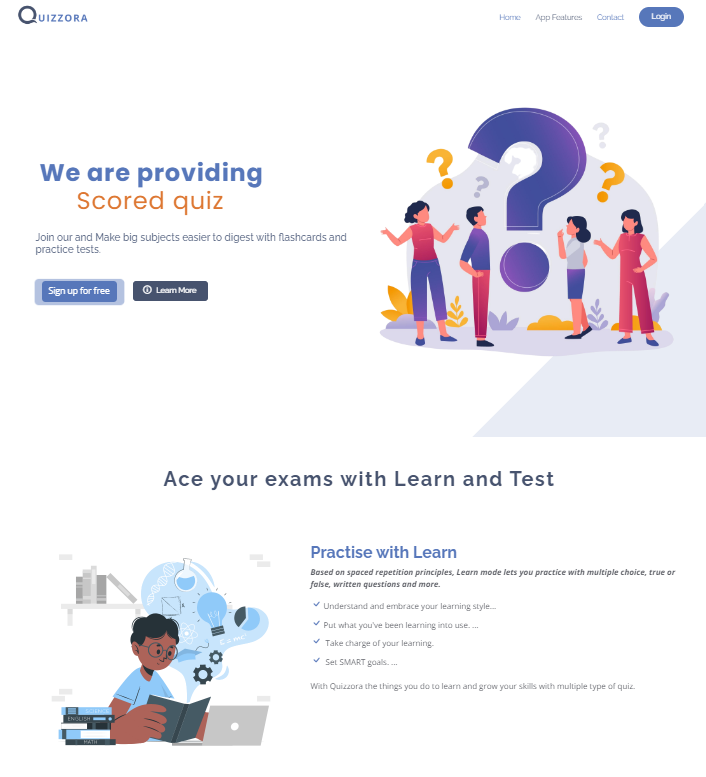 QUIZZORA
Home App Features Contact Login
We are providing
Scored quiz
Join our and Make big subjects easier to digest with flashcards and
practice tests.
Sign up for free Learn More
Ace your exams with Learn and Test
Practise with Learn
Based on spaced repetition principles, Learn mode lets you practice with multiple choice, true or
false, written questions and more.
Understand and embrace your learning style...
Put what you've been learning into use. ...
Take charge of your learning.
Set SMART goals. ...
With Quizzora the things you do to learn and grow your skills with multiple type of quiz.
SCIENCE
ENGLISH
MATH